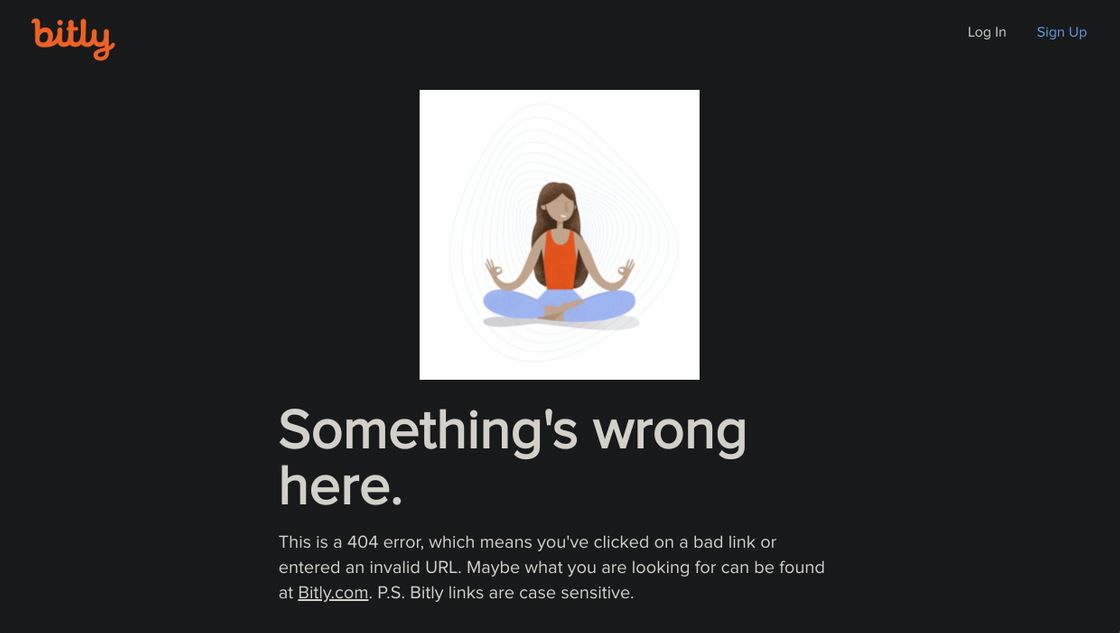 bitly
Log In
Sign Up
Something's wrong
here.
This is a 404 error, which means you've clicked on a bad link or
entered an invalid URL. Maybe what you are looking for can be found
at Bitly.com. P.S. Bitly links are case sensitive.